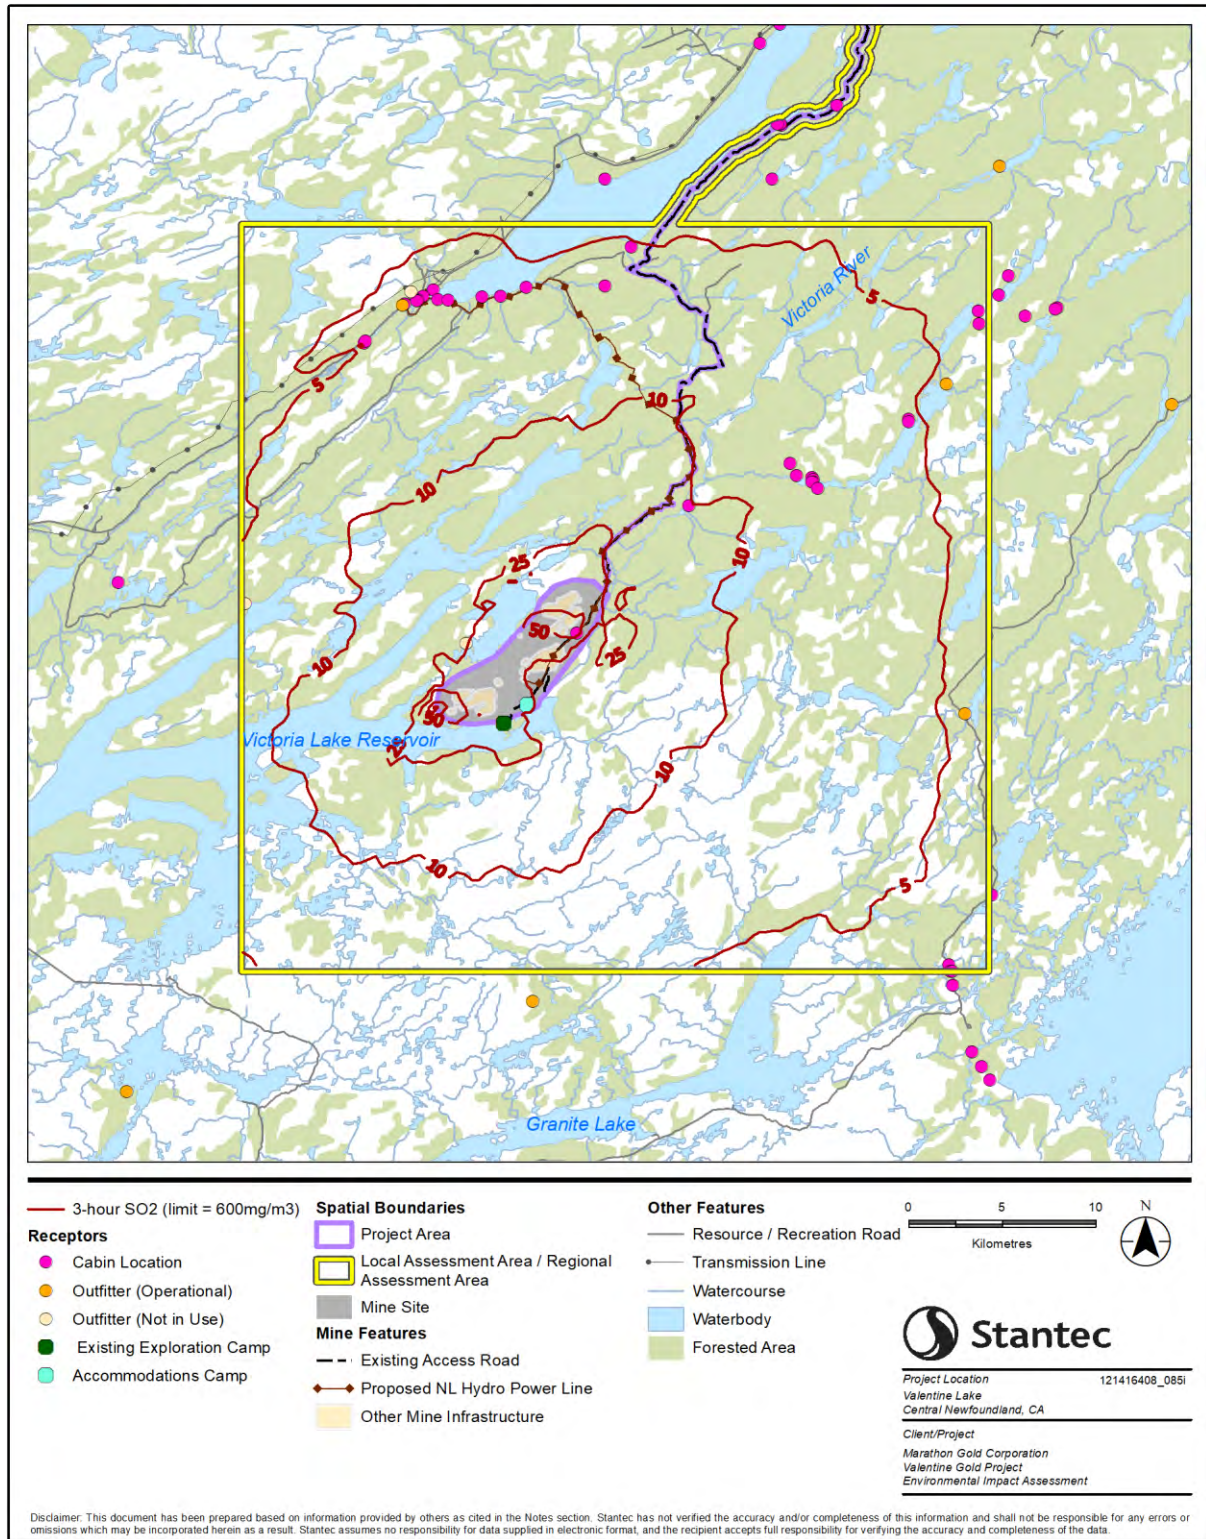 5
Victoria River
5
10
10
10
25
50
25
10
50
25
Victoria Lake Reservoir
10
10
5
Granite Lake
3-hour SO2 (limit = 600mg/m3)
Receptors
Cabin Location
Outfitter (Operational)
Outfitter (Not in Use)
Existing Exploration Camp
Accommodations Camp
Spatial Boundaries
Project Area
Local Assessment Area / Regional
Assessment Area
Mine Site
Mine Features
Existing Access Road
Proposed NL Hydro Power Line
Other Mine Infrastructure
Other Features
Resource / Recreation Road
Transmission Line
Watercourse
Waterbody
Forested Area
0 5 10
Kilometres
N
Stantec
Project Location 121416408_085i
Valentine Lake
Central Newfoundland, CA
Client/Project
Marathon Gold Corporation
Valentine Gold Project
Environmental Impact Assessment
Disclaimer: This document has been prepared based on information provided by others as cited in the Notes section. Stantec has not verified the accuracy and/or completeness of this information and shall not be responsible for any errors or
omissions which may be incorporated herein as a result. Stantec assumes no responsibility for data supplied in electronic format, and the recipient accepts full responsibility for verifying the accuracy and completeness of the data.